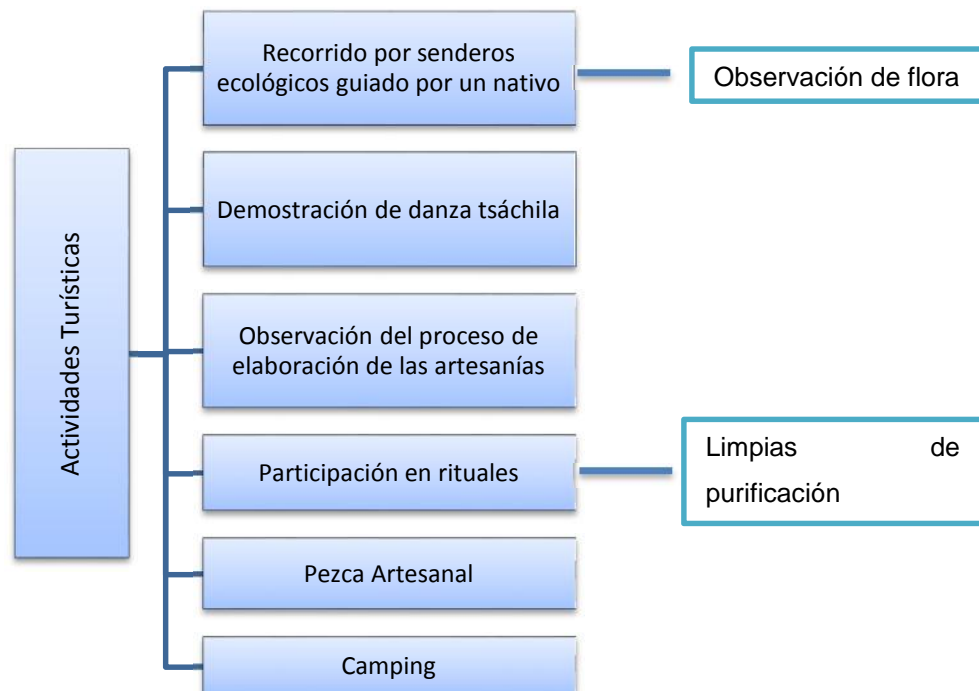 Actividades Turísticas
Recorrido por senderos
ecológicos guiado por un nativo
Observación de flora
Demostración de danza tsáchila
Observación del proceso de
elaboración de las artesanías
Participación en rituales
Limpias de
purificación
Pezca Artesanal
Camping